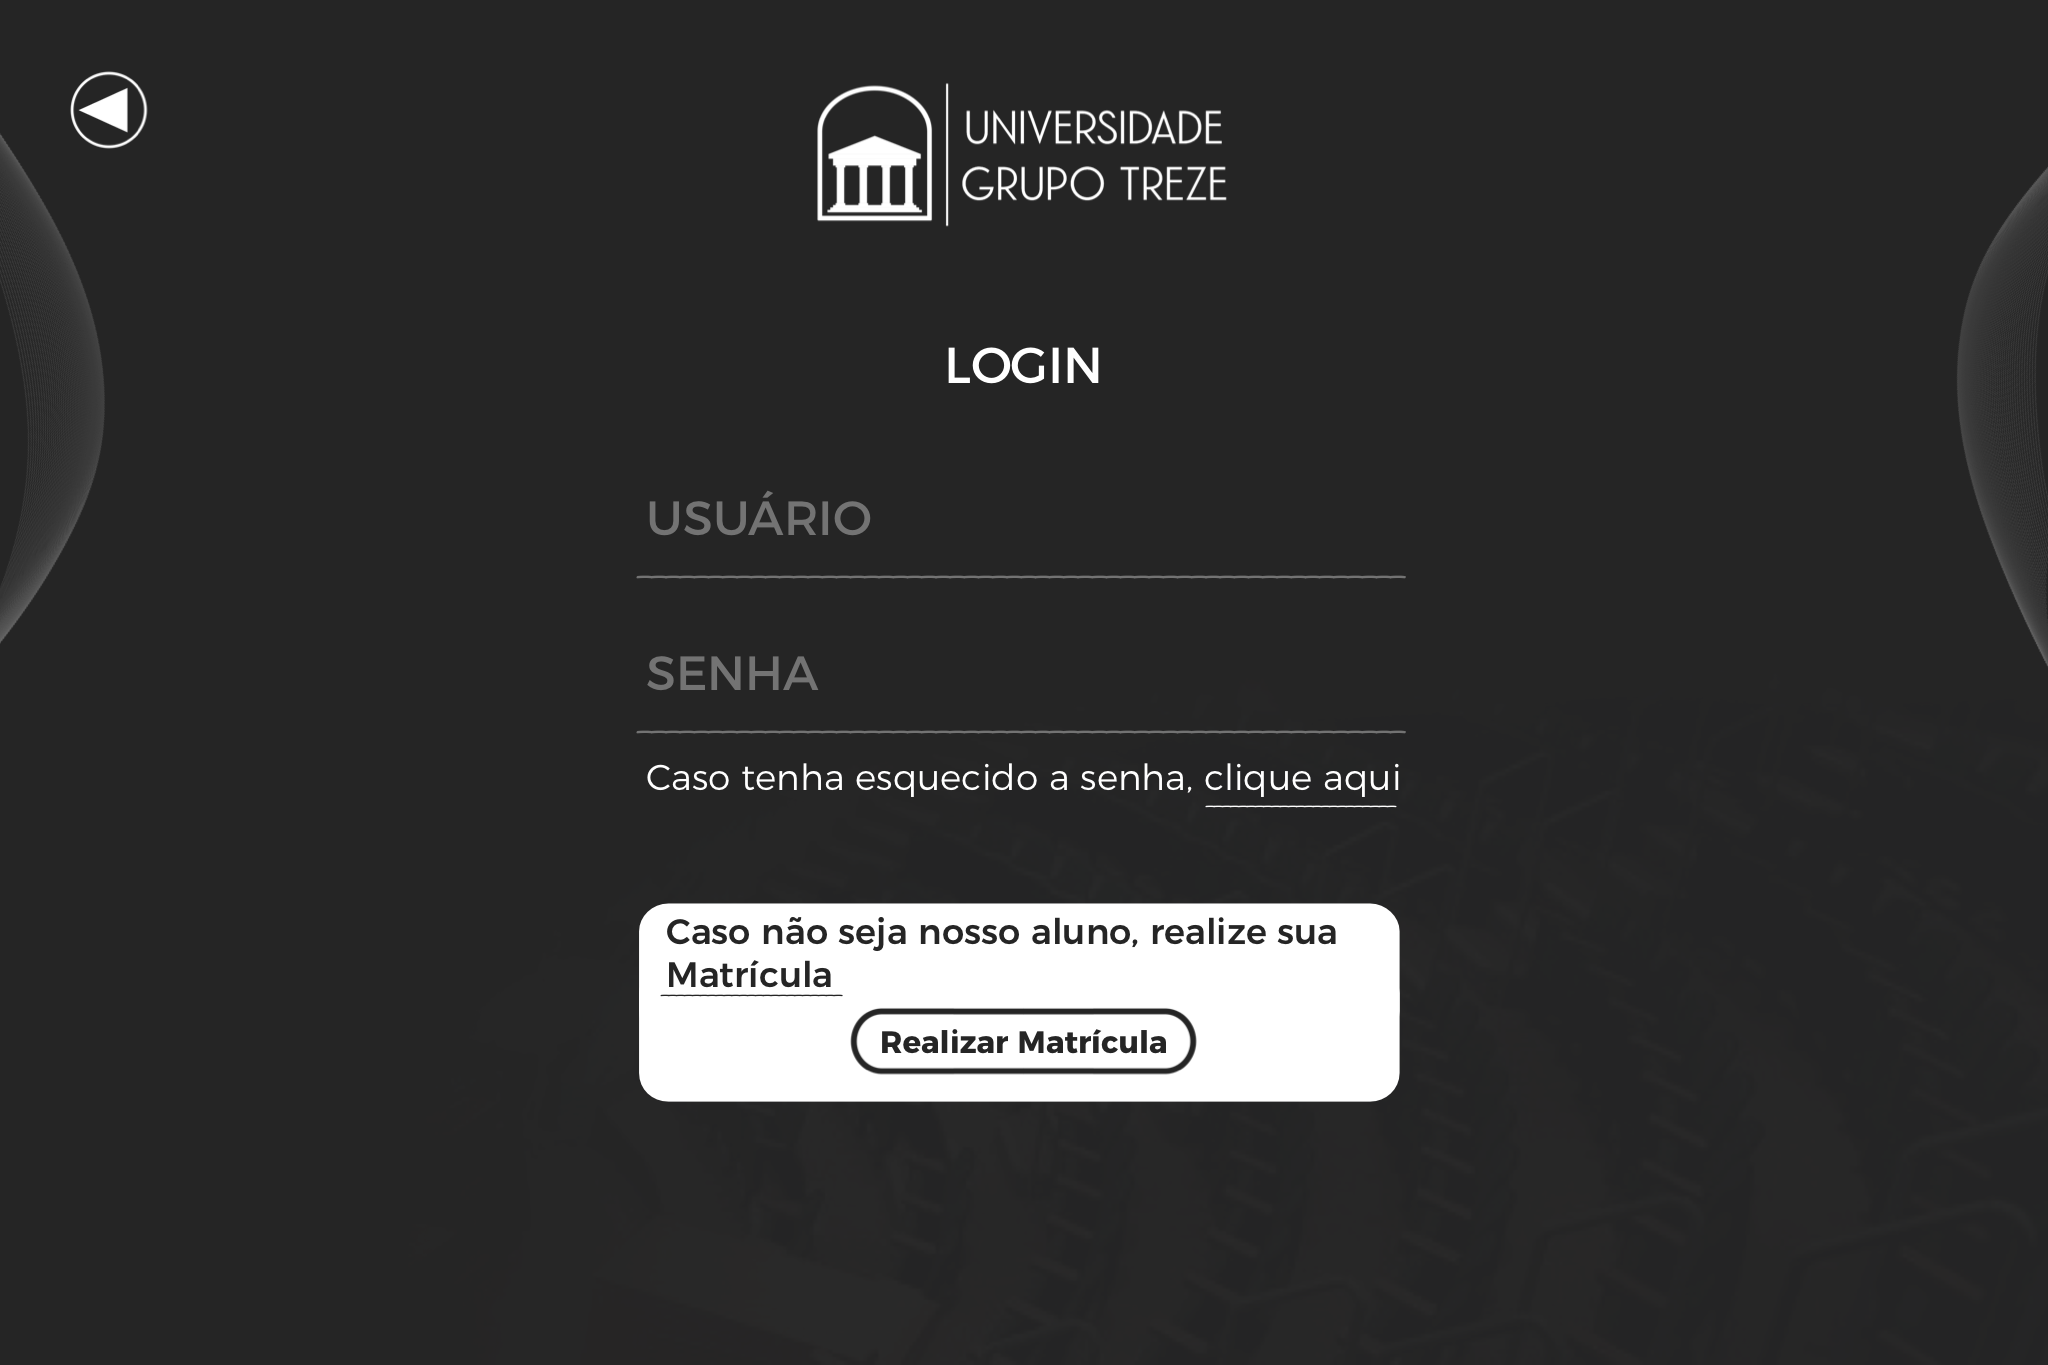 UNIVERSIDADE
GRUPO TREZE
LOGIN
USUÁRIO
SENHA
Caso tenha esquecido a senha, clique aqui
Caso não seja nosso aluno, realize sua
Matrícula
Realizar Matrícula